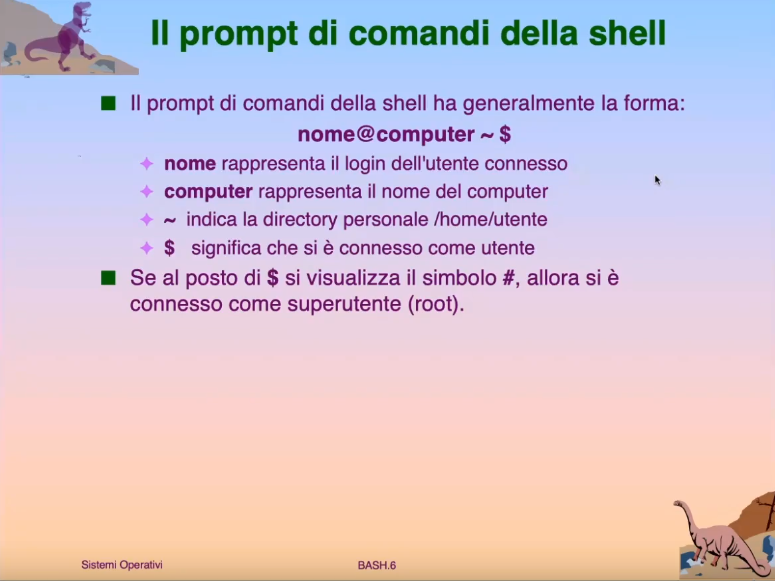 Il prompt di comandi della shell
Il prompt di comandi della shell ha generalmente la forma:
nome@computer ~ $
nome rappresenta il login dell'utente connesso
computer rappresenta il nome del computer
~ indica la directory personale /home/utente
$ significa che si è connesso come utente
Se al posto di $ si visualizza il simbolo #, allora si è
connesso come superutente (root).
Sistemi Operativi
BASH.6